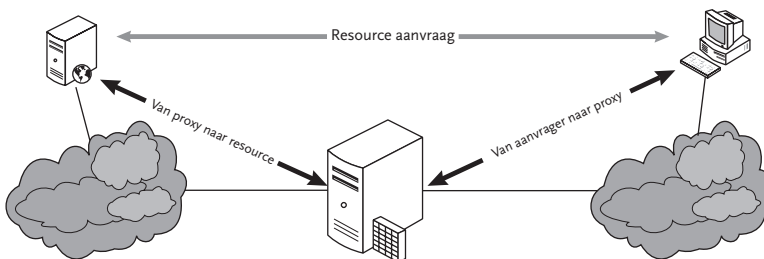 Resource aanvraag
Van proxy naar resource
Van aanvrager naar proxy